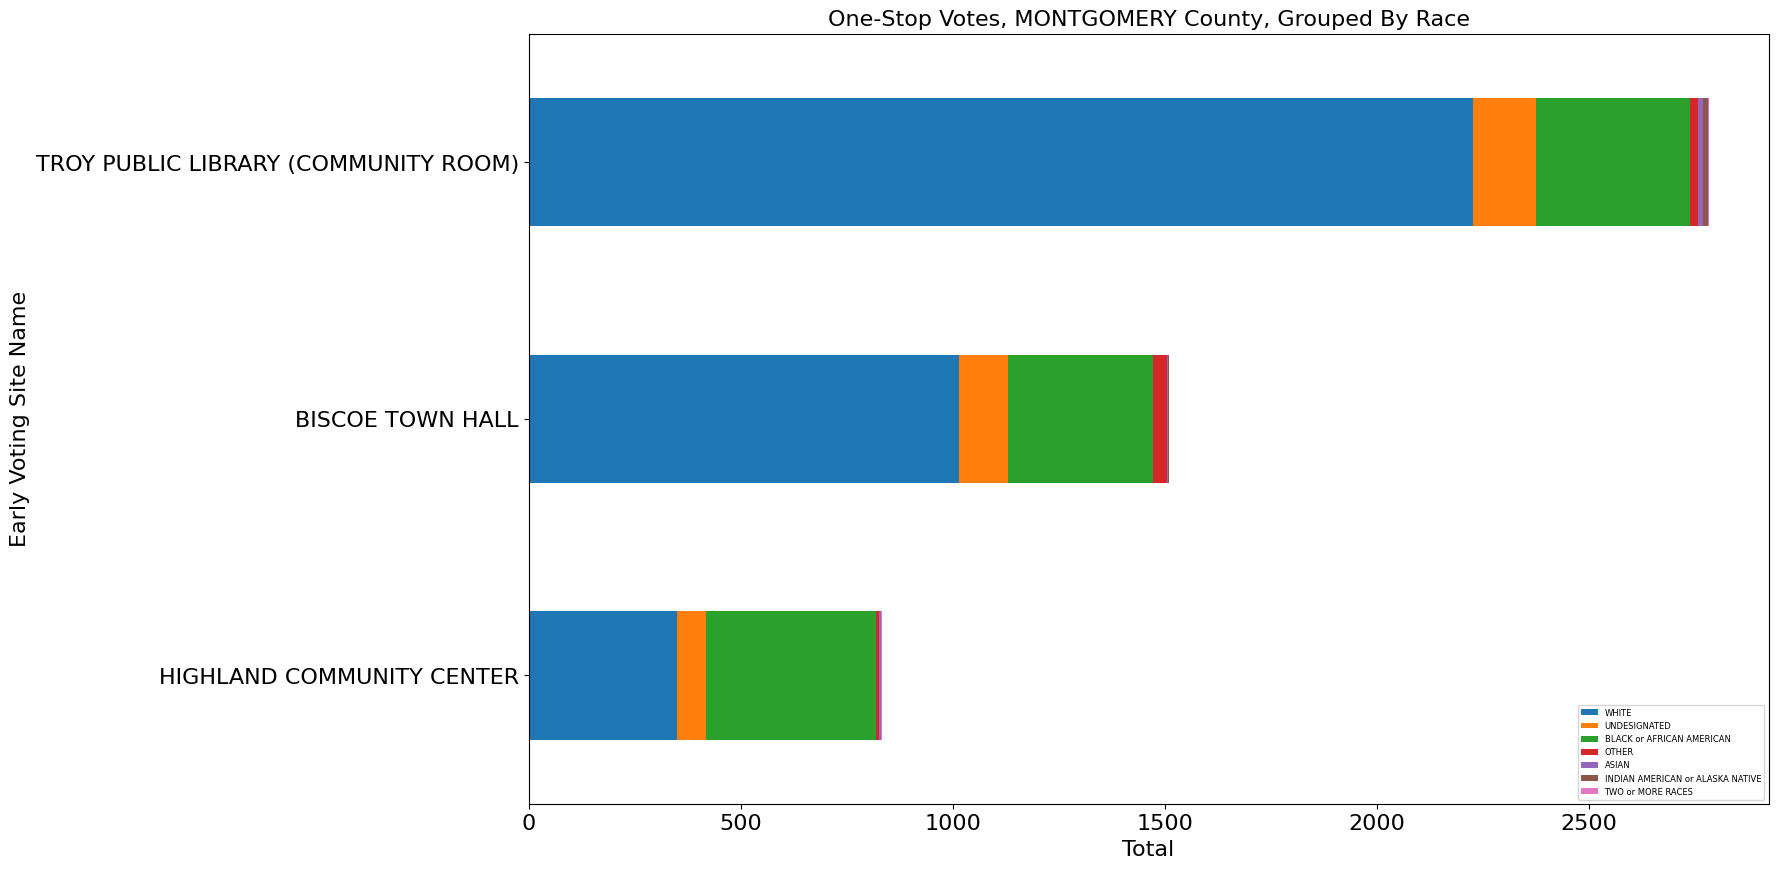 One-Stop Votes, MONTGOMERY County, Grouped By Race
Early Voting Site Name
TROY PUBLIC LIBRARY (COMMUNITY ROOM)
BISCOE TOWN HALL
HIGHLAND COMMUNITY CENTER
WHITE
UNDESIGNATED
BLACK or AFRICAN AMERICAN
OTHER
ASIAN
INDIAN AMERICAN or ALASKA NATIVE
TWO or MORE RACES
0 500 1000 1500 2000 2500
Total